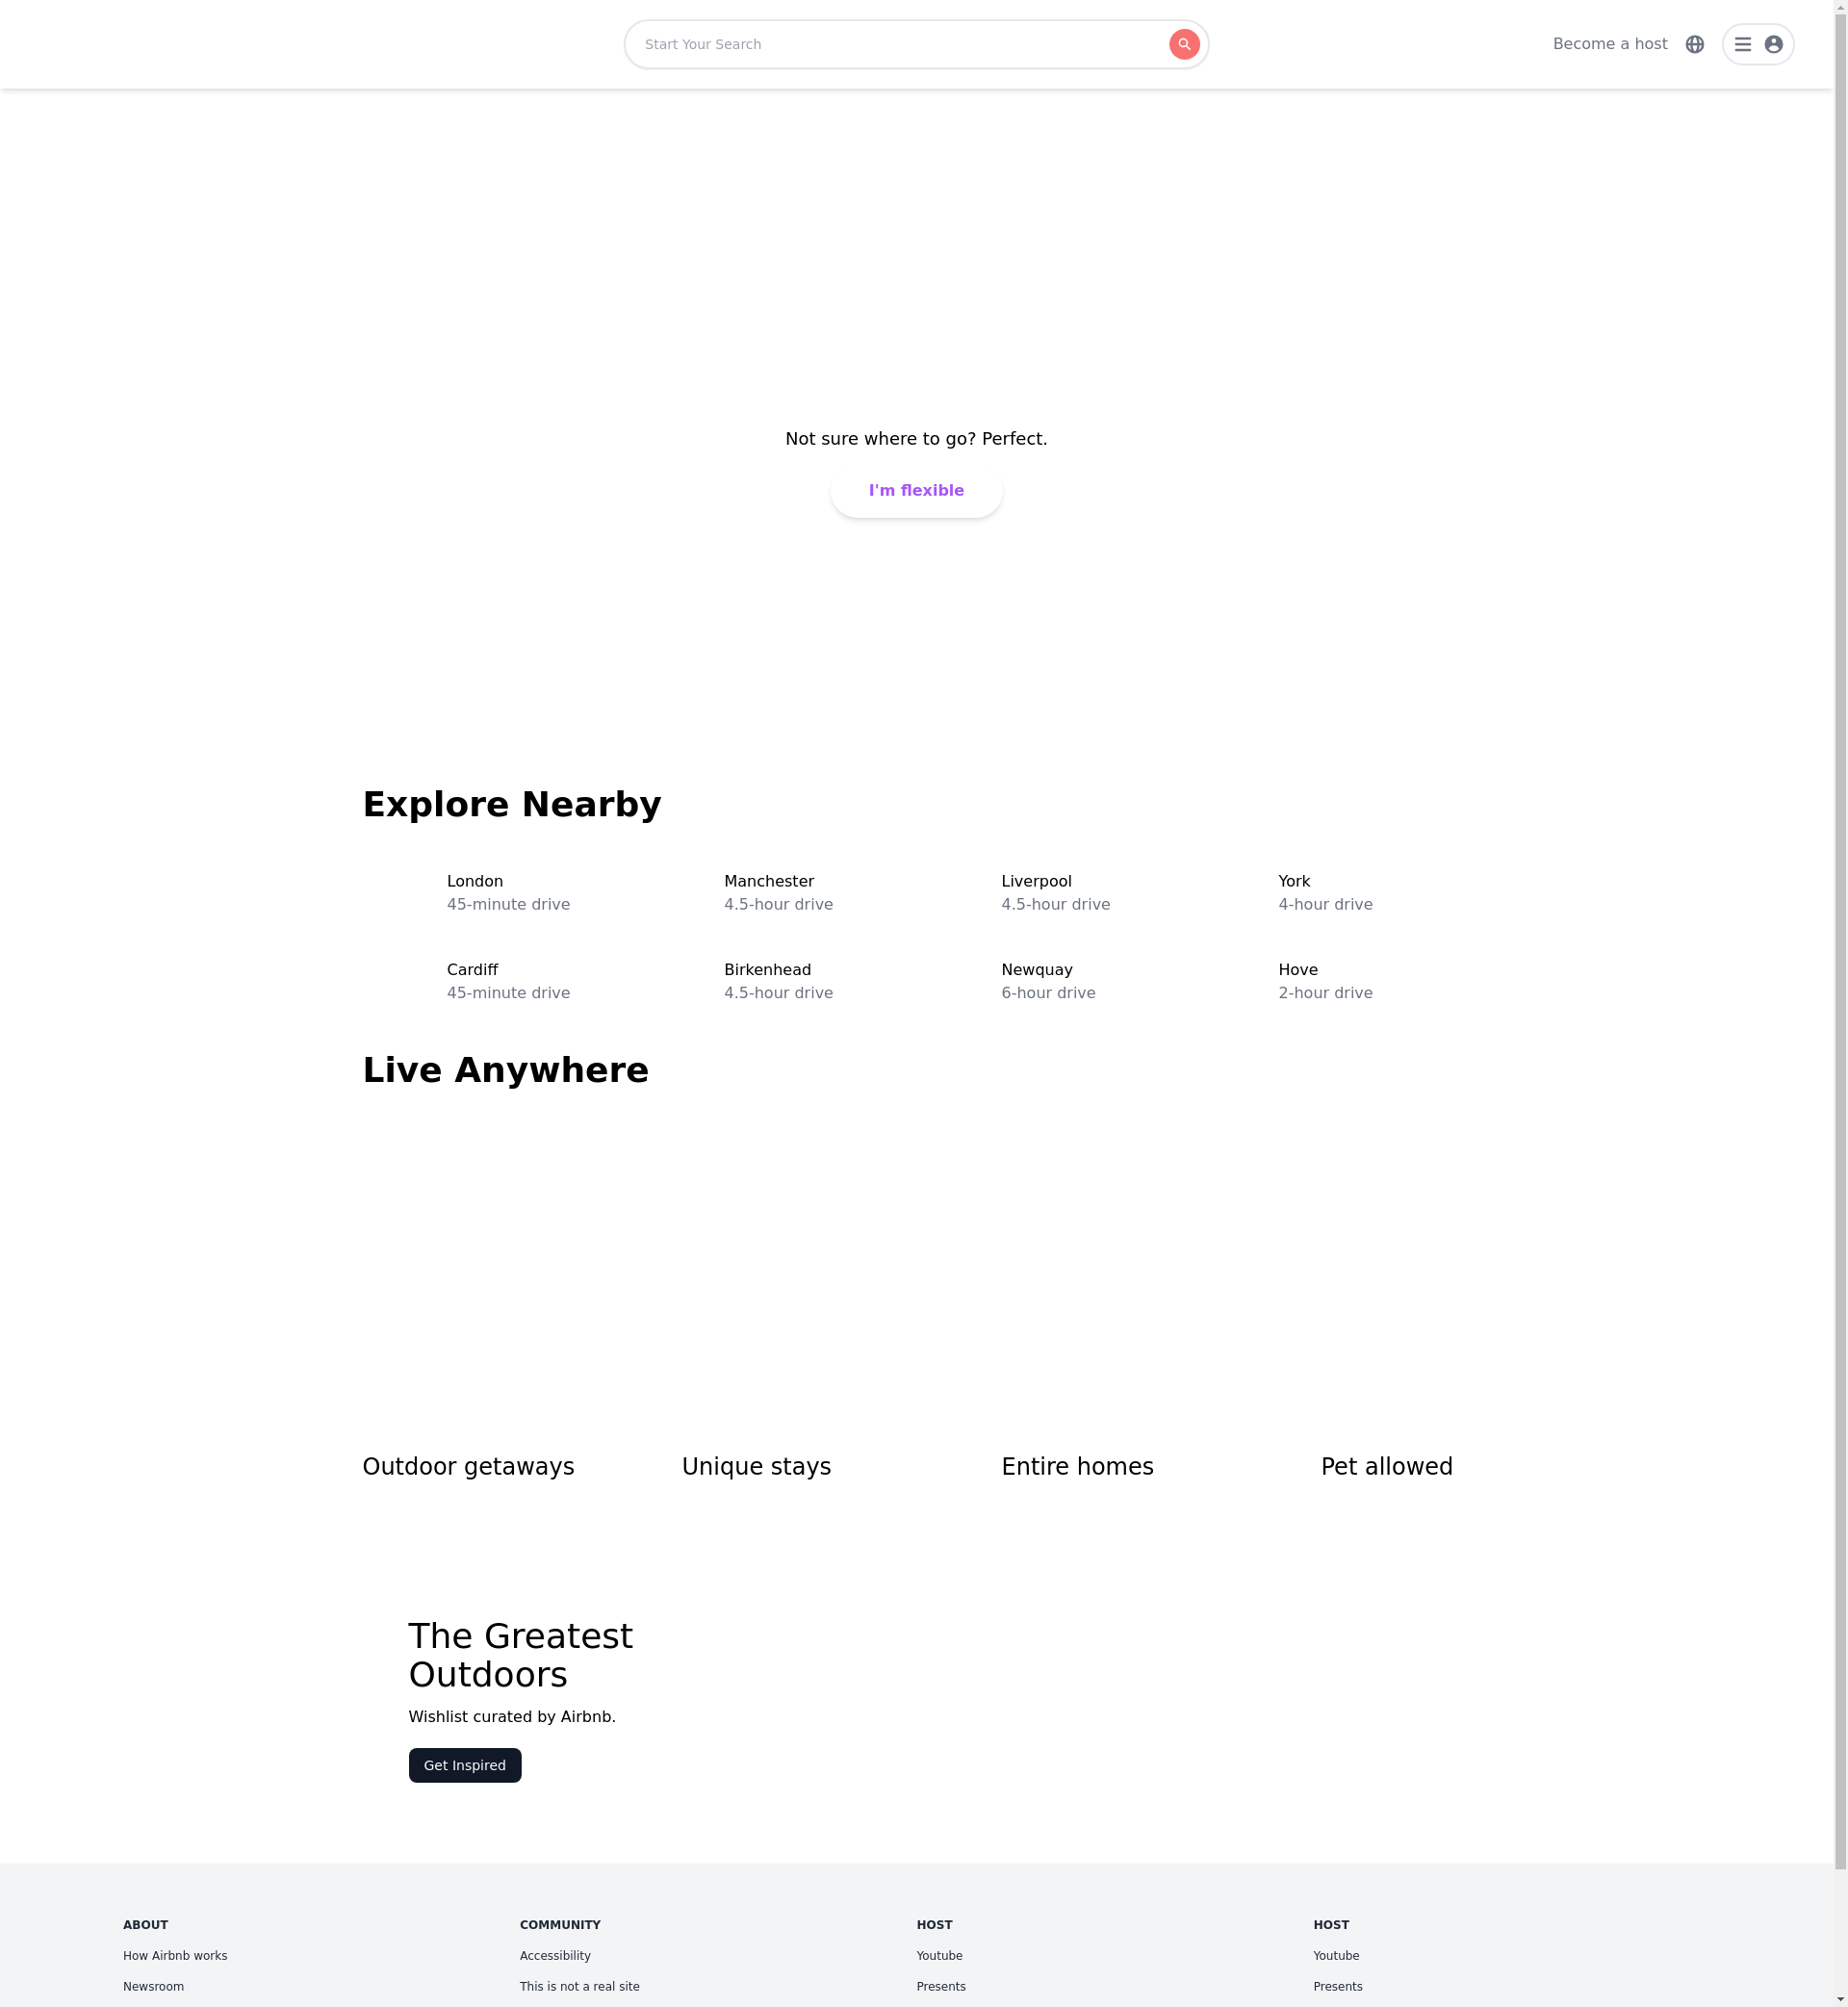 Start Your Search
Become a host
Not sure where to go? Perfect.
I'm flexible
Explore Nearby
London
45-minute drive
Manchester
4.5-hour drive
Liverpool
4.5-hour drive
York
4-hour drive
Cardiff
45-minute drive
Birkenhead
4.5-hour drive
Newquay
6-hour drive
Hove
2-hour drive
Live Anywhere
Outdoor getaways
Unique stays
Entire homes
Pet allowed
The Greatest
Outdoors
Wishlist curated by Airbnb.
Get Inspired
ABOUT
How Airbnb works
Newsroom
COMMUNITY
Accessibility
This is not a real site
HOST
Youtube
Presents
HOST
Youtube
Presents